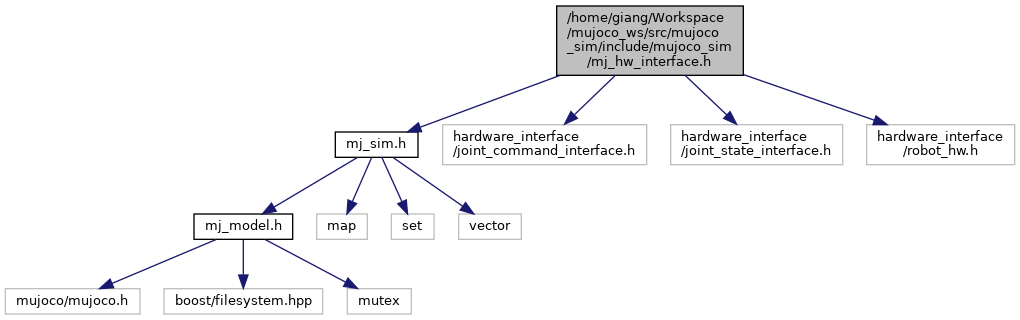 /home/giang/Workspace
/mujoco_ws/src/mujoco
_sim/include/mujoco_sim
/mj_hw_interface.h
mj_sim.h
hardware_interface
/joint_command_interface.h
hardware_interface
/joint_state_interface.h
hardware_interface
/robot_hw.h
mj_model.h
map
set
vector
mujoco/mujoco.h
boost/filesystem.hpp
mutex